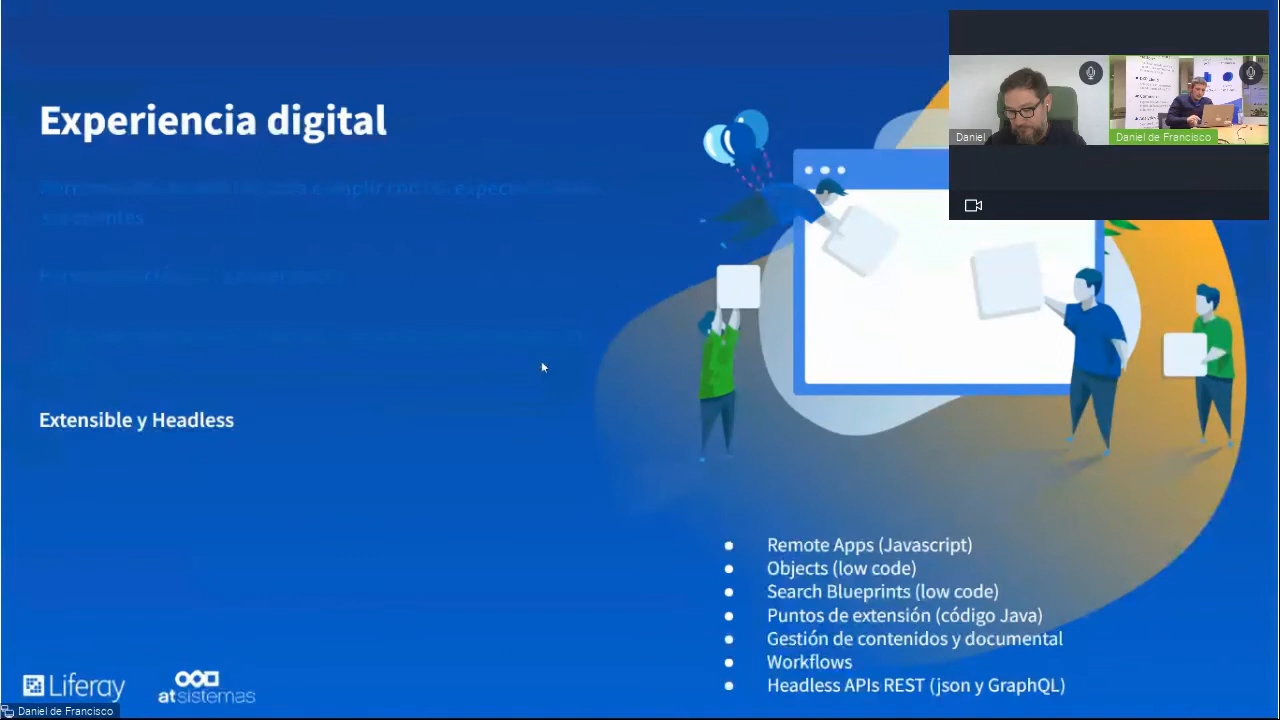 Experiencia digital
Extensible y Headless
Remote Apps (Javascript)
Objects (low code)
Search Blueprints (low code)
Puntos de extensión (código Java)
Gestión de contenidos y documental
Workflows
Headless APIs REST (json y GraphQL)
Liferay
atsistemas
Daniel de Francisco
Daniel
Daniel de Francisco